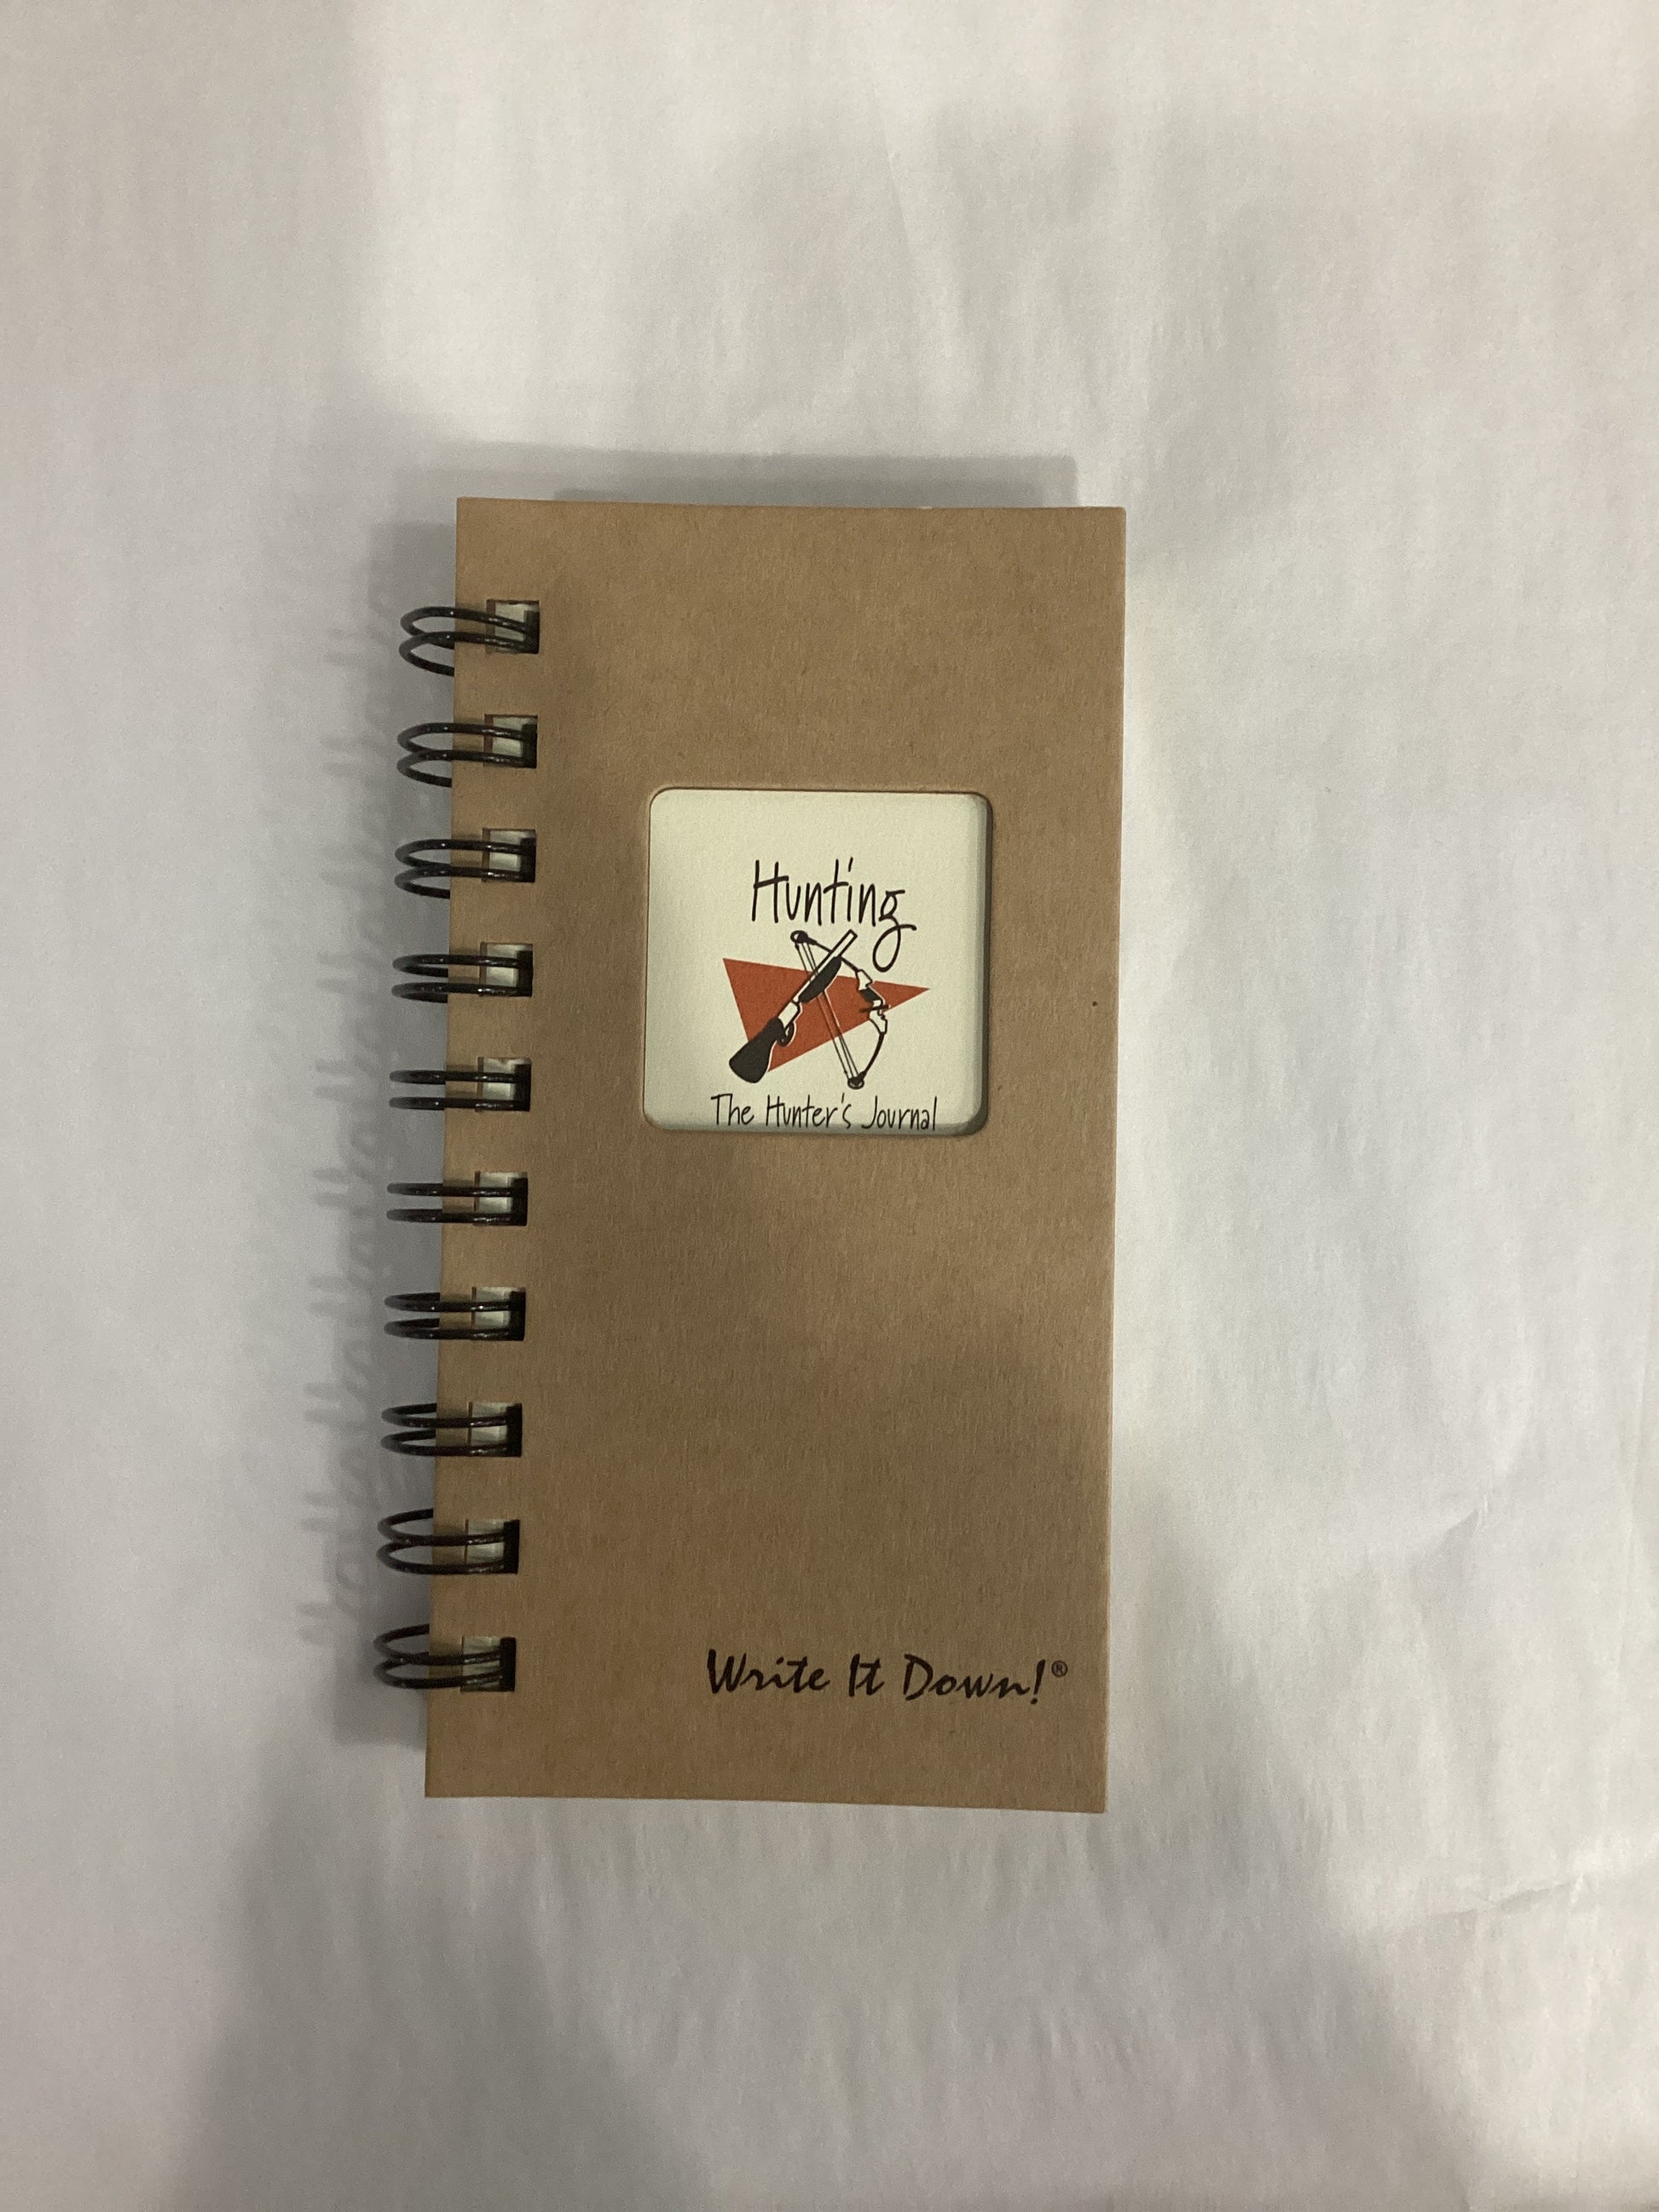 Hunting
The Hunter's Journal
Write It Down!®